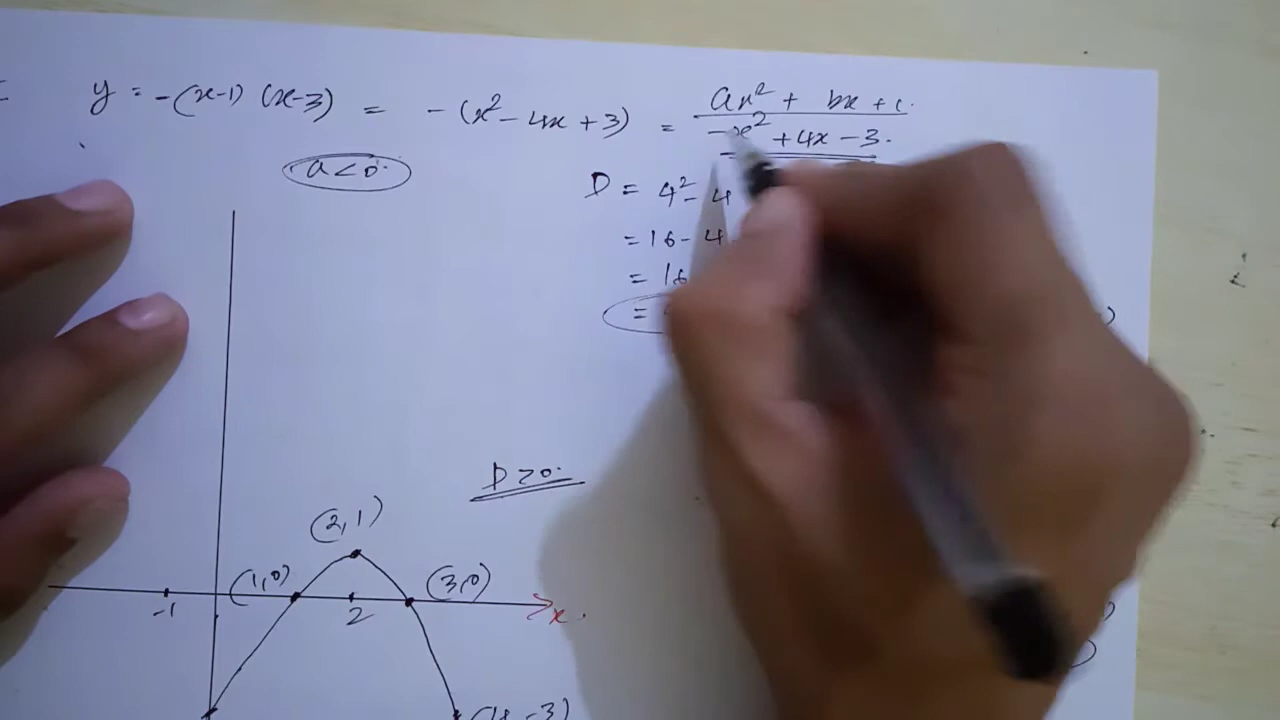 y = -(x-1) (x-3) = -(x² - 4x + 3) = ax² + bx + c.
-x² + 4x - 3.
a < 0.
D = 4² - 4
= 16 - 4
= 16
=
D > 0.
(2, 1)
(1, 0) (3, 0)
-1 2 x.